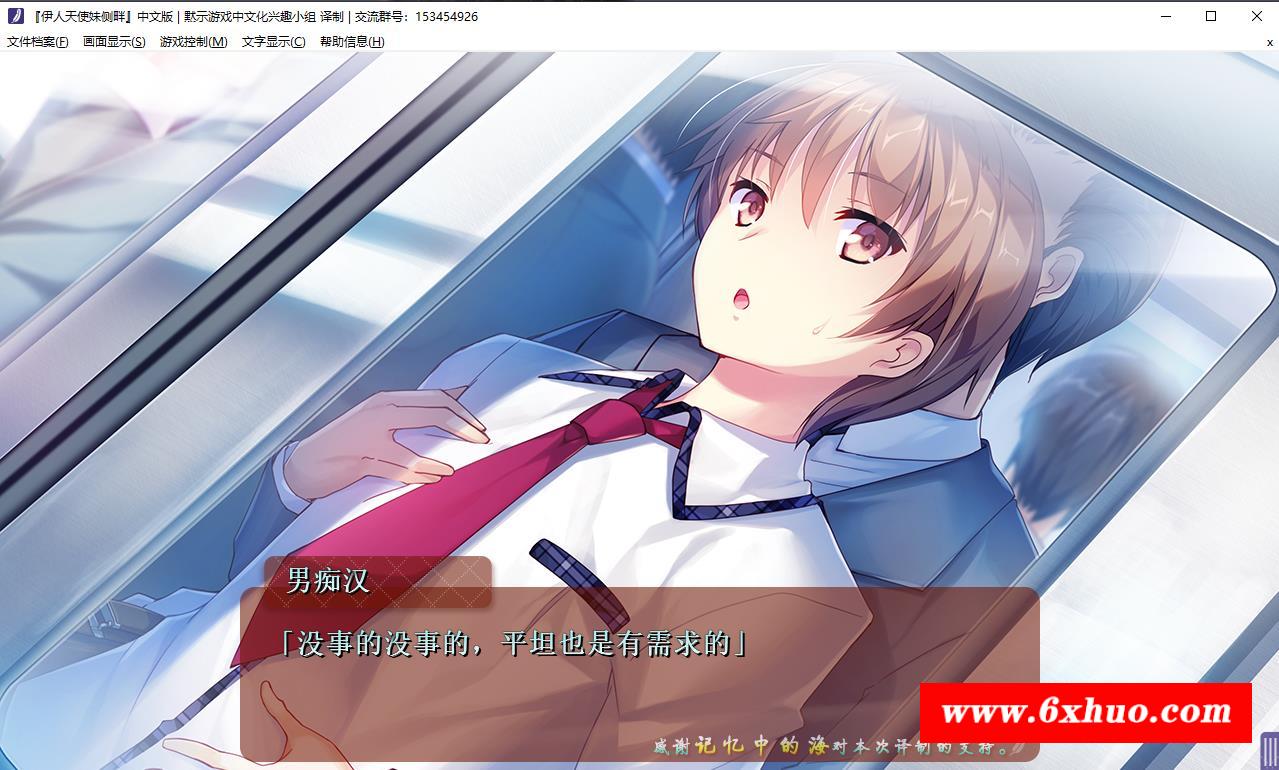 『伊人天使妹侧畔』中文版 | 默示游戏中文化兴趣小组 译制 | 交流群号：153454926
文件档案(F) 画面显示(S) 游戏控制(M) 文字显示(C) 帮助信息(H)
x
男痴汉
「没事的没事的，平坦也是有需求的」
www.6xhuo.com
感谢记忆中的海对本次译制的支持。